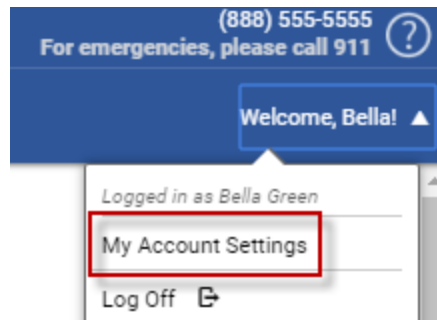 (888) 555-5555
For emergencies, please call 911
?
Welcome, Bella! ▲
Logged in as Bella Green
My Account Settings
Log Off